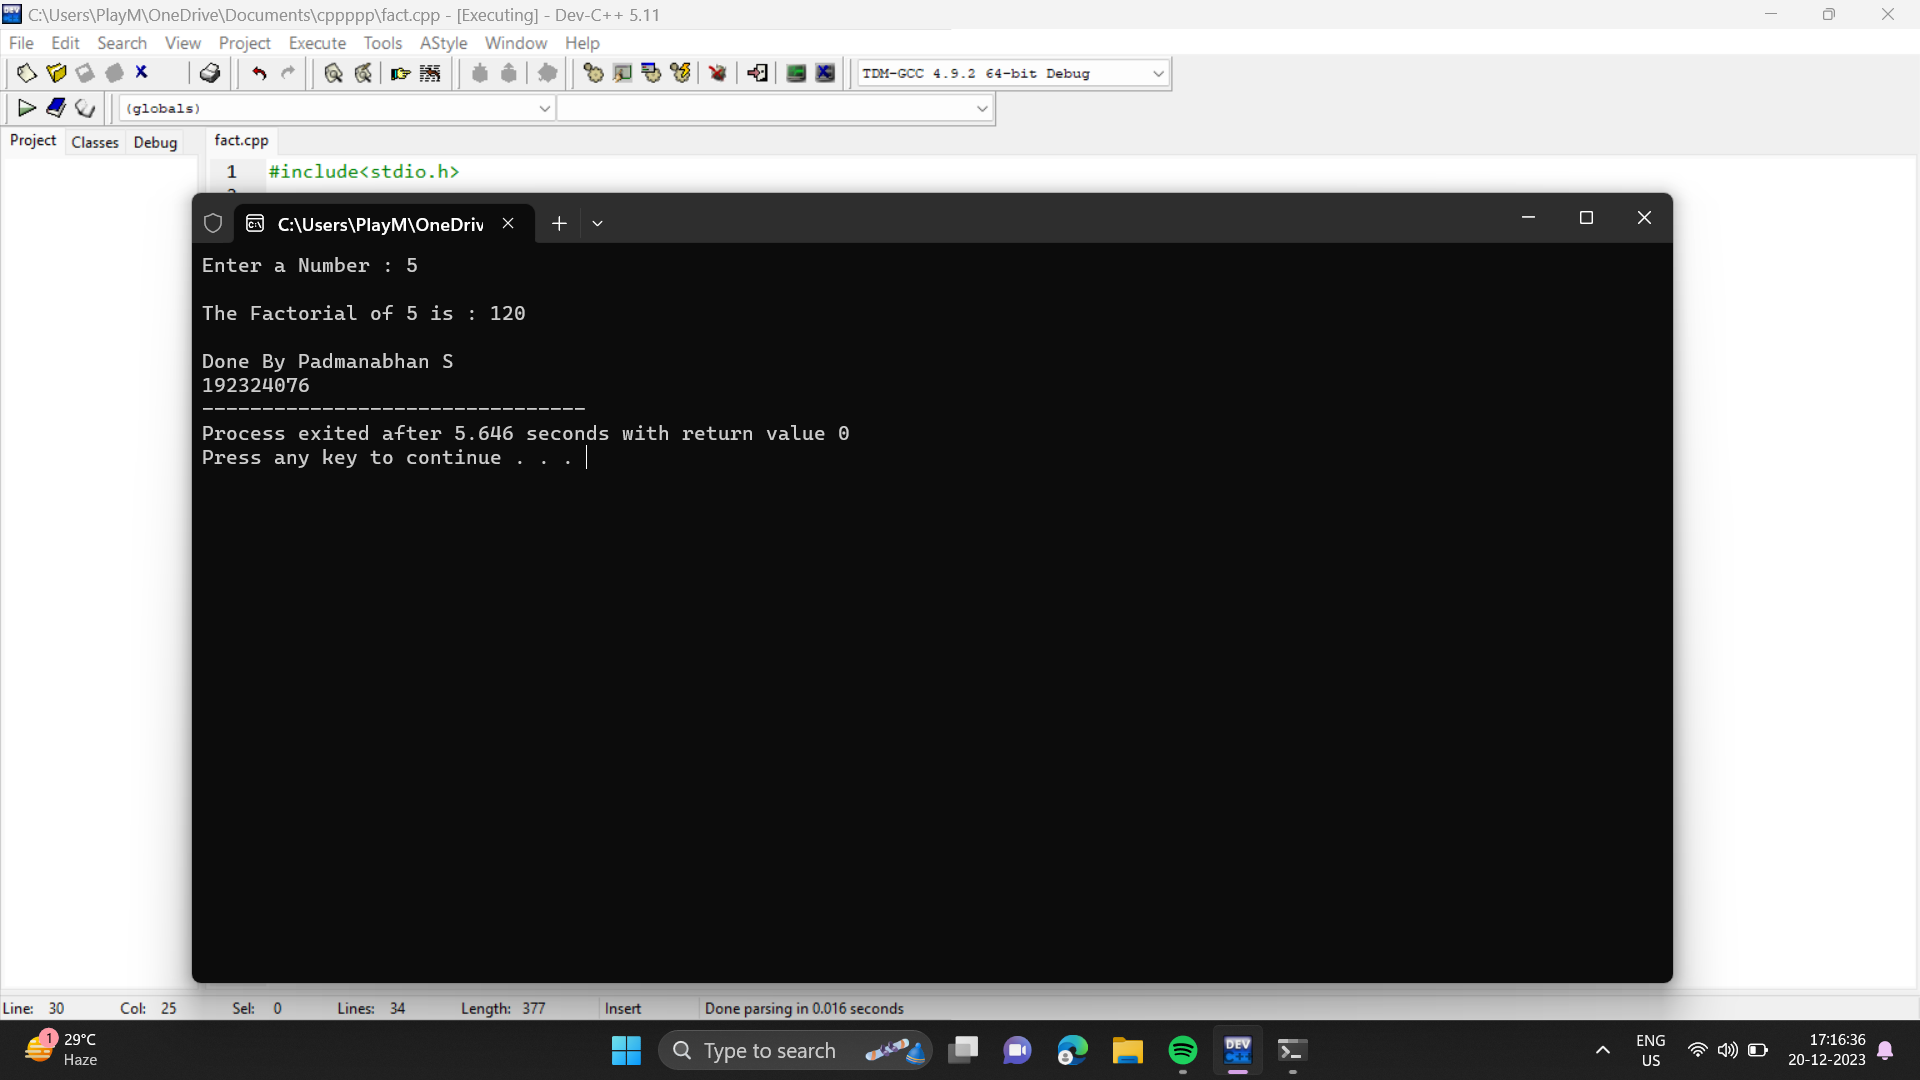 C:\Users\PlayM\OneDrive\Documents\cppppp\fact.cpp - [Executing] - Dev-C++ 5.11
File Edit Search View Project Execute Tools AStyle Window Help
TDM-GCC 4.9.2 64-bit Debug
(globals)
Project Classes Debug fact.cpp
1 #include<stdio.h>
C:\Users\PlayM\OneDriv
Enter a Number : 5
The Factorial of 5 is : 120
Done By Padmanabhan S
192324076
--------------------------------
Process exited after 5.646 seconds with return value 0
Press any key to continue . . .
Line: 30 Col: 25 Sel: 0 Lines: 34 Length: 377 Insert Done parsing in 0.016 seconds
1 29°C
Haze
Type to search
DEV
ENG
US
17:16:36
20-12-2023